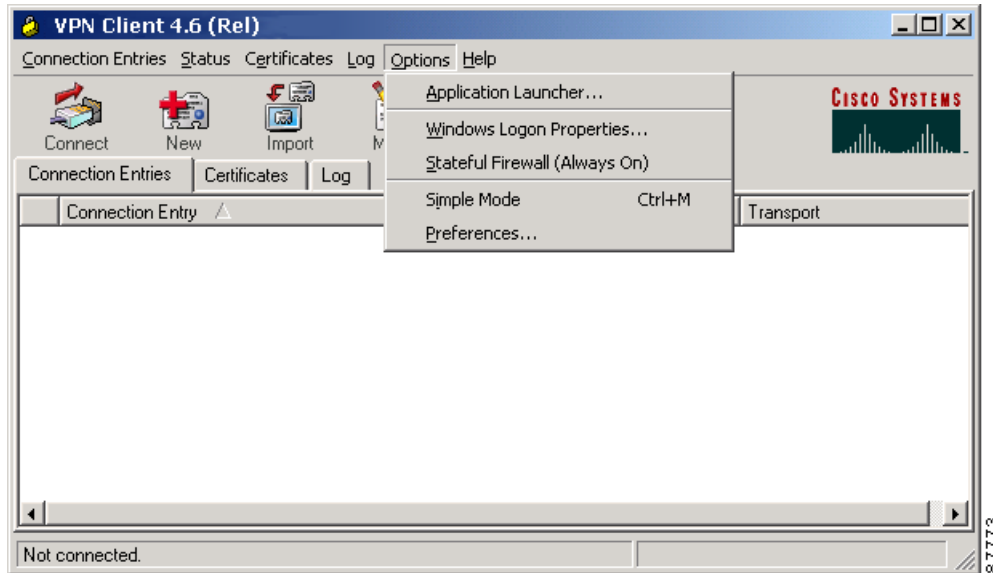 VPN Client 4.6 (Rel)
Connection Entries Status Certificates Log Options Help
Application Launcher...
Windows Logon Properties...
Stateful Firewall (Always On)
Simple Mode Ctrl+M
Preferences...
Connect New Import M
CISCO SYSTEMS
Connection Entries Certificates Log
Connection Entry Transport
Not connected.
87773